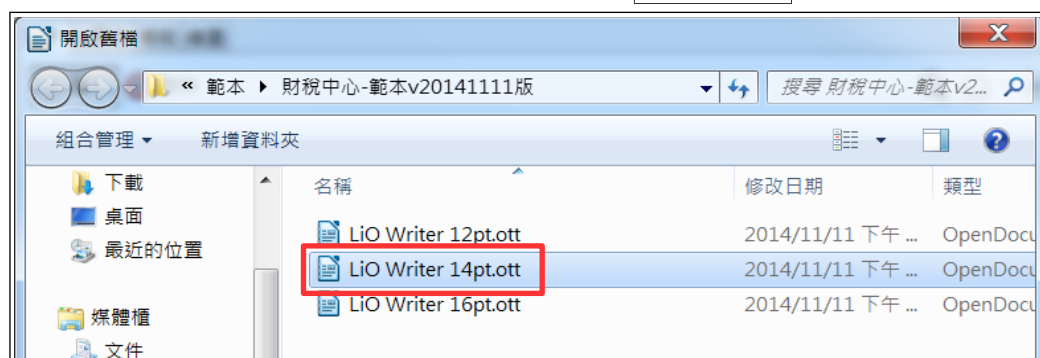 開啟舊檔
« 範本 ▸ 財稅中心-範本v20141111版
搜尋 財稅中心-範本v2...
組合管理 新增資料夾
下載
桌面
最近的位置
媒體櫃
文件
名稱 修改日期 類型
LiO Writer 12pt.ott 2014/11/11 下午 ... OpenDocu
LiO Writer 14pt.ott 2014/11/11 下午 ... OpenDocu
LiO Writer 16pt.ott 2014/11/11 下午 ... OpenDocu